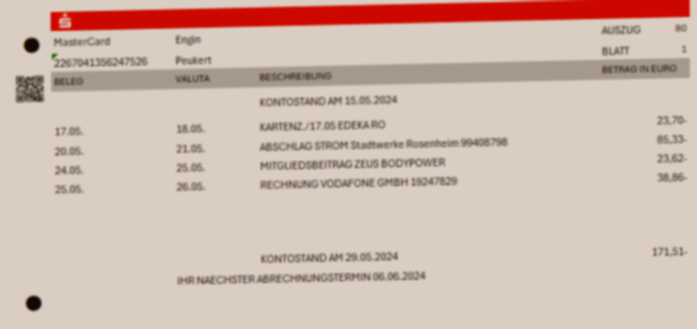 MasterCard Engin AUSZUG 80
2267041356247526 Peukert BLATT 1
BELEG VALUTA BESCHREIBUNG BETRAG IN EURO
KONTOSTAND AM 15.05.2024
17.05. 18.05. KARTENZ./17.05 EDEKA RO 23,70-
20.05. 21.05. ABSCHLAG STROM Stadtwerke Rosenheim 99408798 85,33-
24.05. 25.05. MITGLIEDSBEITRAG ZEUS BODYPOWER 23,62-
25.05. 26.05. RECHNUNG VODAFONE GMBH 19247829 38,86-
KONTOSTAND AM 29.05.2024 171,51-
IHR NAECHSTER ABRECHNUNGSTERMIN 06.06.2024